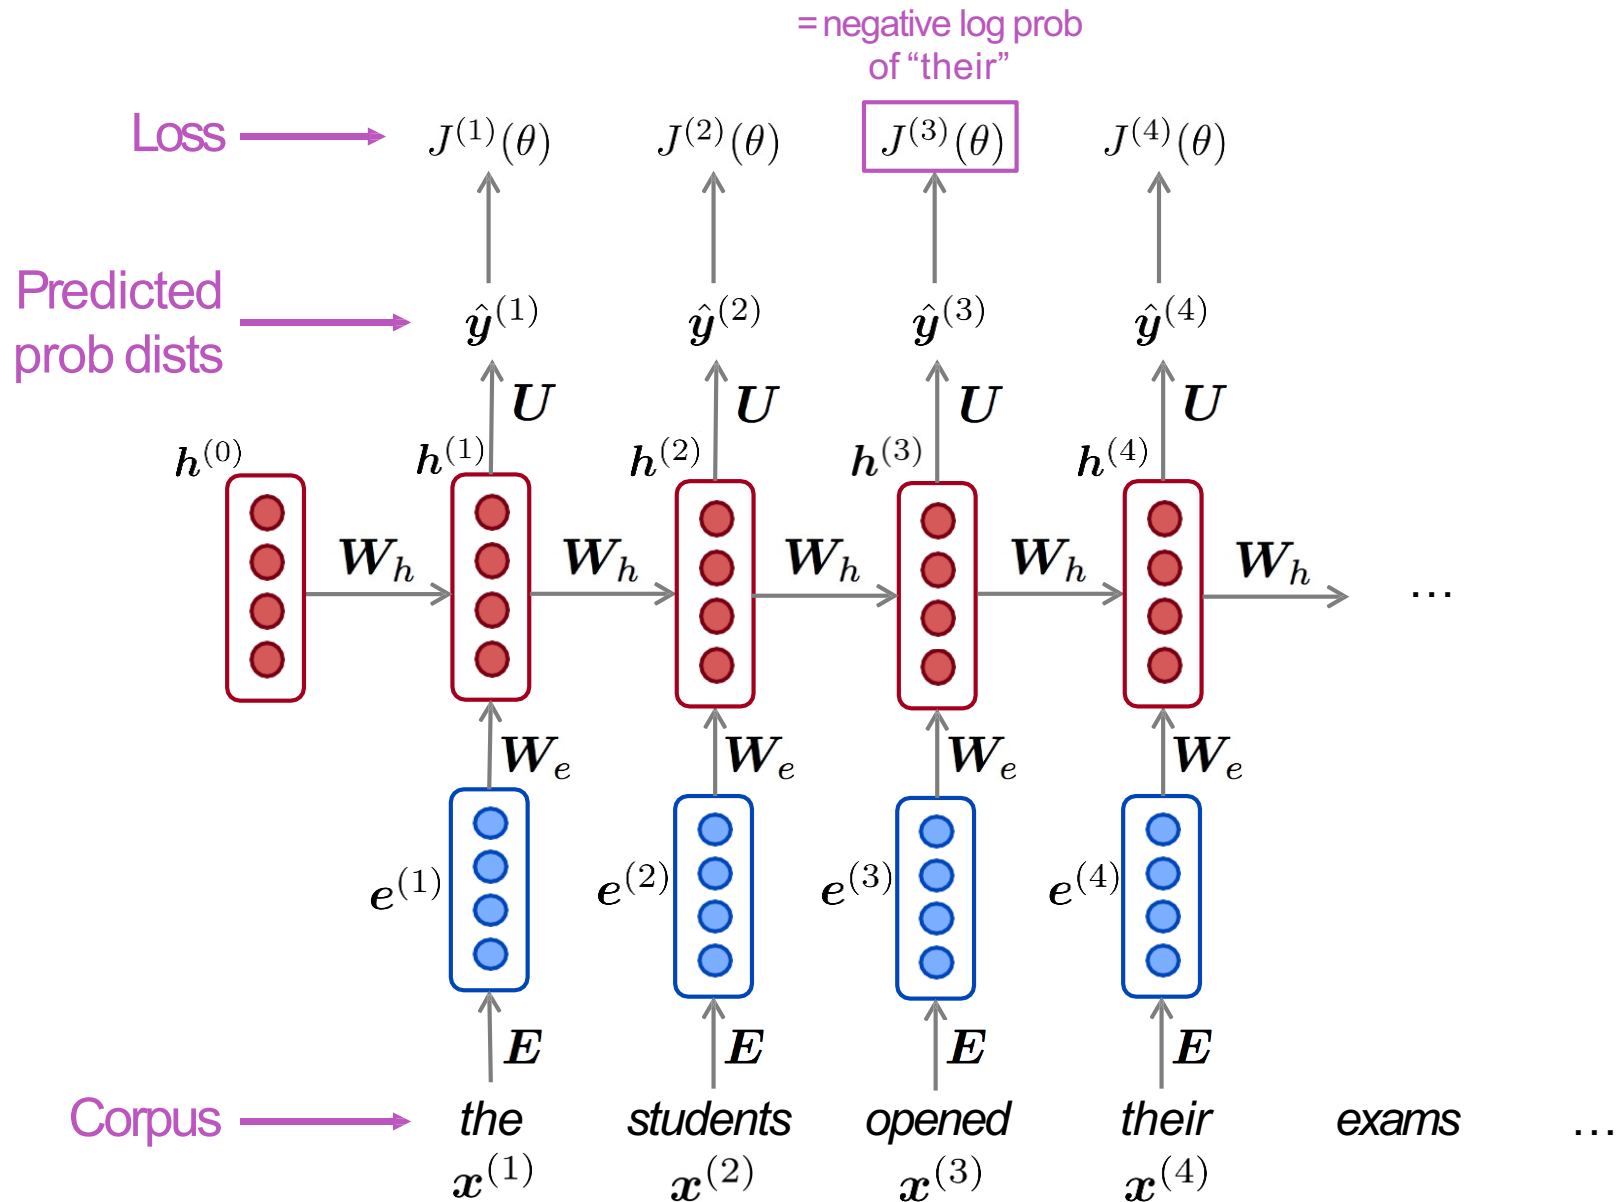 = negative log prob
of “their”
Loss J⁽¹⁾(θ) J⁽²⁾(θ) J⁽³⁾(θ) J⁽⁴⁾(θ)
Predicted
prob dists
ŷ⁽¹⁾ ŷ⁽²⁾ ŷ⁽³⁾ ŷ⁽⁴⁾
U U U U
h⁽⁰⁾ h⁽¹⁾ h⁽²⁾ h⁽³⁾ h⁽⁴⁾
Wₕ Wₕ Wₕ Wₕ Wₕ ...
Wₑ Wₑ Wₑ Wₑ
e⁽¹⁾ e⁽²⁾ e⁽³⁾ e⁽⁴⁾
E E E E
Corpus the students opened their exams ...
x⁽¹⁾ x⁽²⁾ x⁽³⁾ x⁽⁴⁾